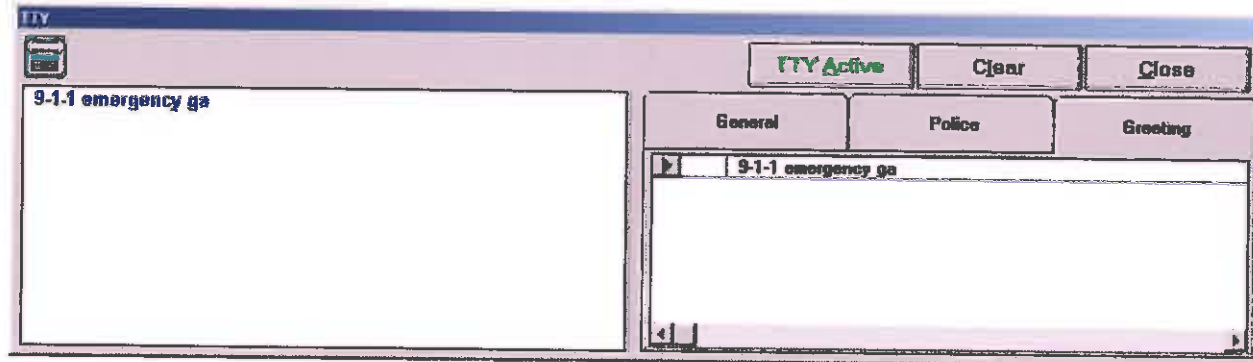 TTY
TTY Active
Clear
Close
9-1-1 emergency ga
General
Police
Greeting
9-1-1 emergency ga